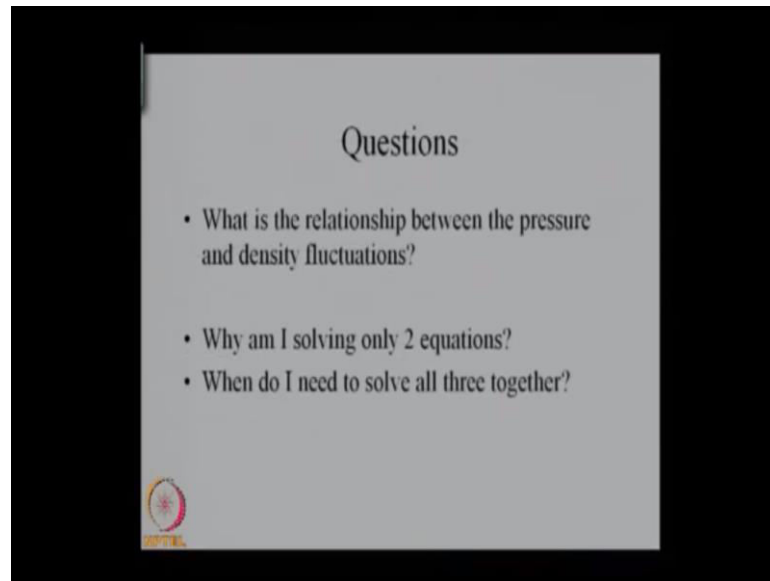 Questions
• What is the relationship between the pressure
and density fluctuations?
• Why am I solving only 2 equations?
• When do I need to solve all three together?
NPTEL